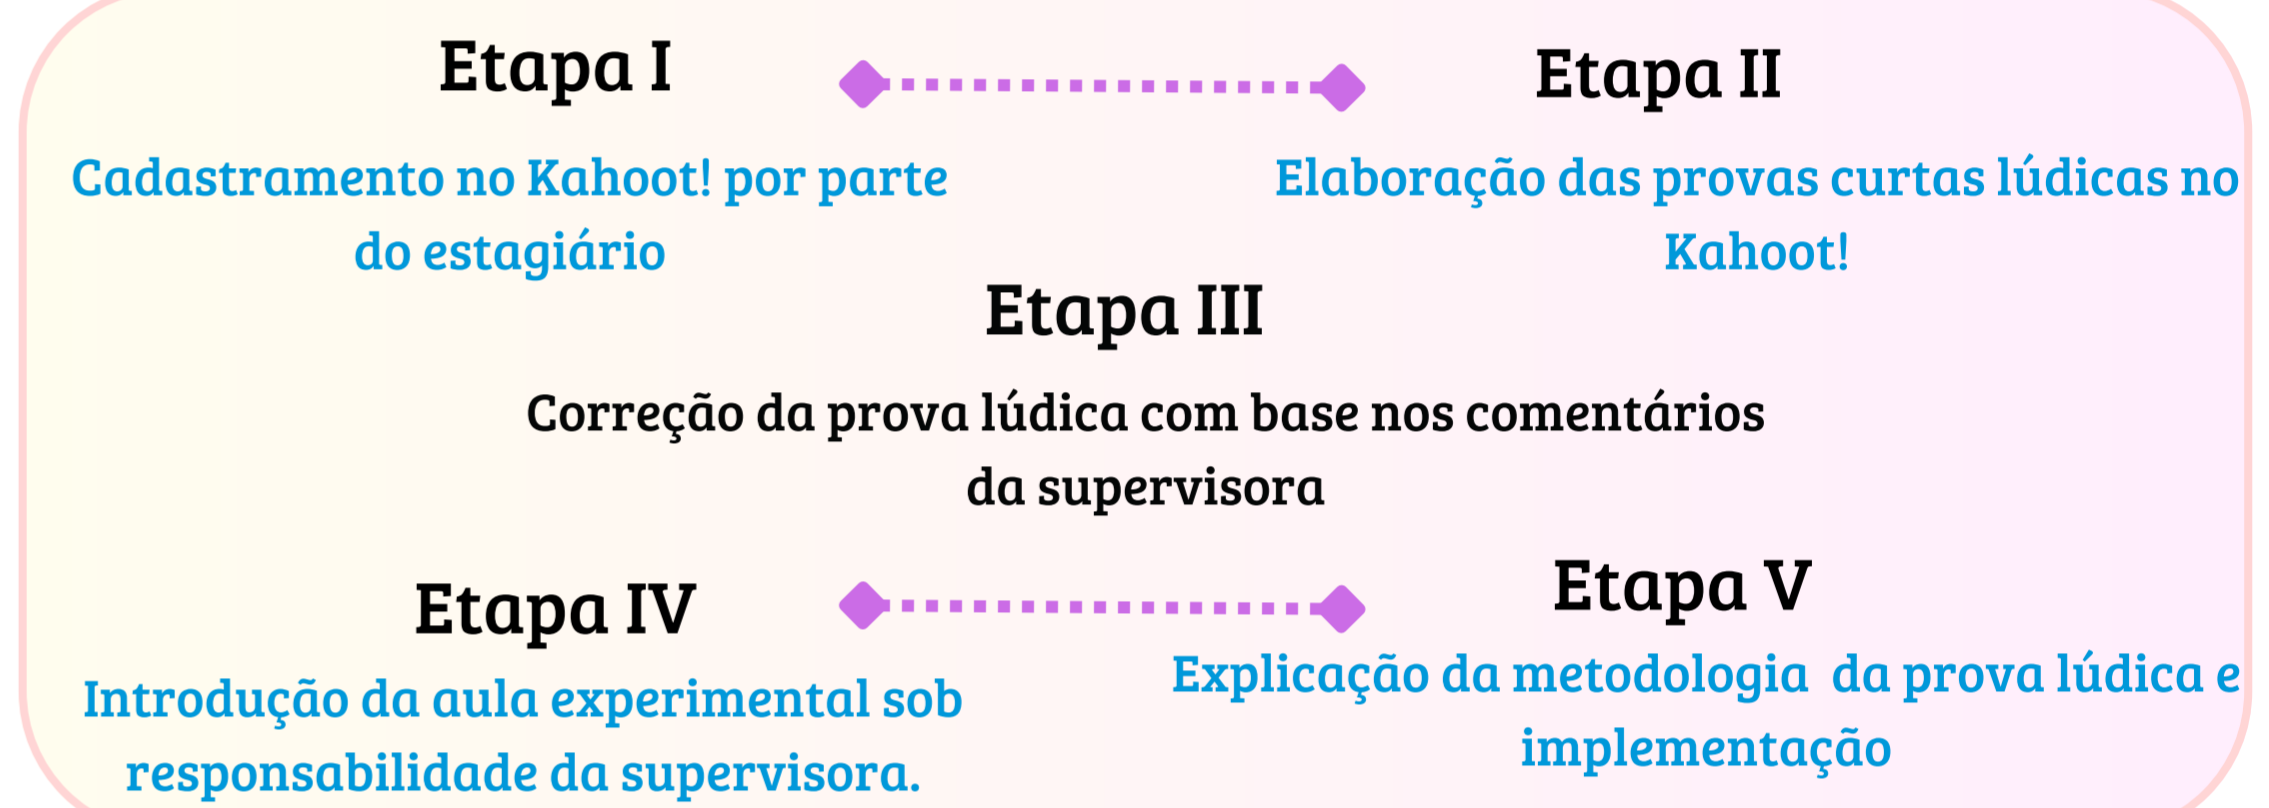 Etapa I
Cadastramento no Kahoot! por parte
do estagiário
Etapa II
Elaboração das provas curtas lúdicas no
Kahoot!
Etapa III
Correção da prova lúdica com base nos comentários
da supervisora
Etapa IV
Introdução da aula experimental sob
responsabilidade da supervisora.
Etapa V
Explicação da metodologia  da prova lúdica e
implementação